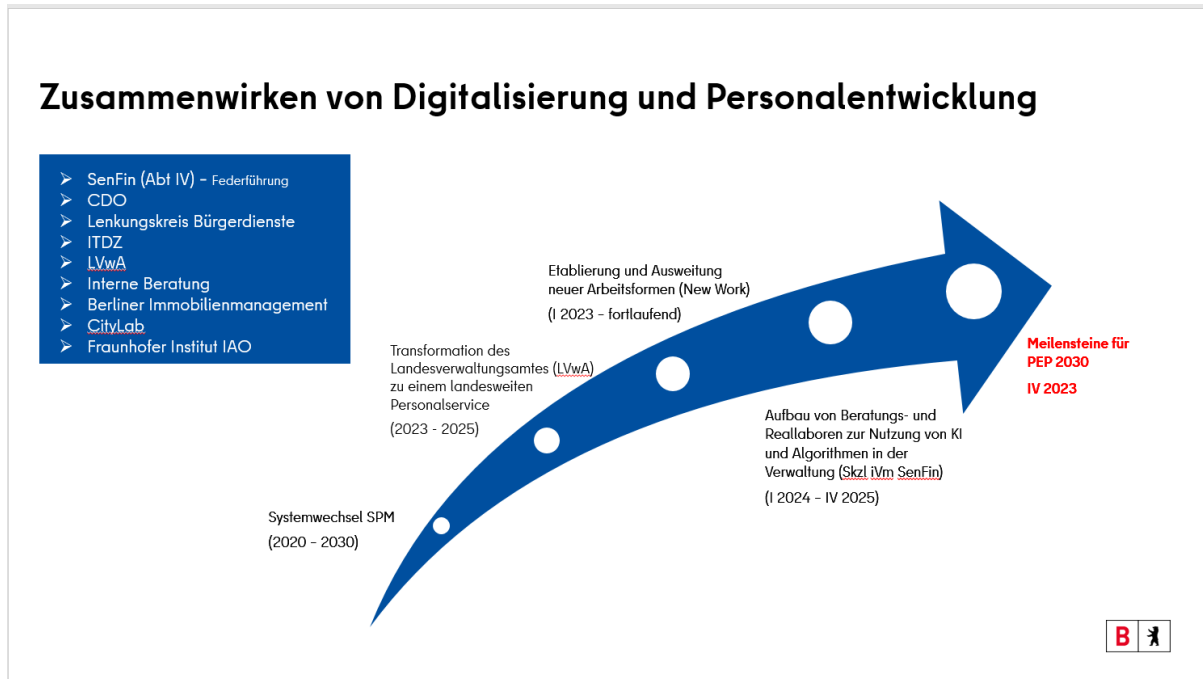 Zusammenwirken von Digitalisierung und Personalentwicklung
SenFin (Abt IV) – Federführung
CDO
Lenkungskreis Bürgerdienste
ITDZ
LVwA
Interne Beratung
Berliner Immobilienmanagement
CityLab
Fraunhofer Institut IAO
Systemwechsel SPM
(2020 – 2030)
Transformation des
Landesverwaltungsamtes (LVwA)
zu einem landesweiten
Personalservice
(2023 - 2025)
Etablierung und Ausweitung
neuer Arbeitsformen (New Work)
(I 2023 – fortlaufend)
Aufbau von Beratungs- und
Reallaboren zur Nutzung von KI
und Algorithmen in der
Verwaltung (Skzl iVm SenFin)
(I 2024 – IV 2025)
Meilensteine für
PEP 2030
IV 2023
B